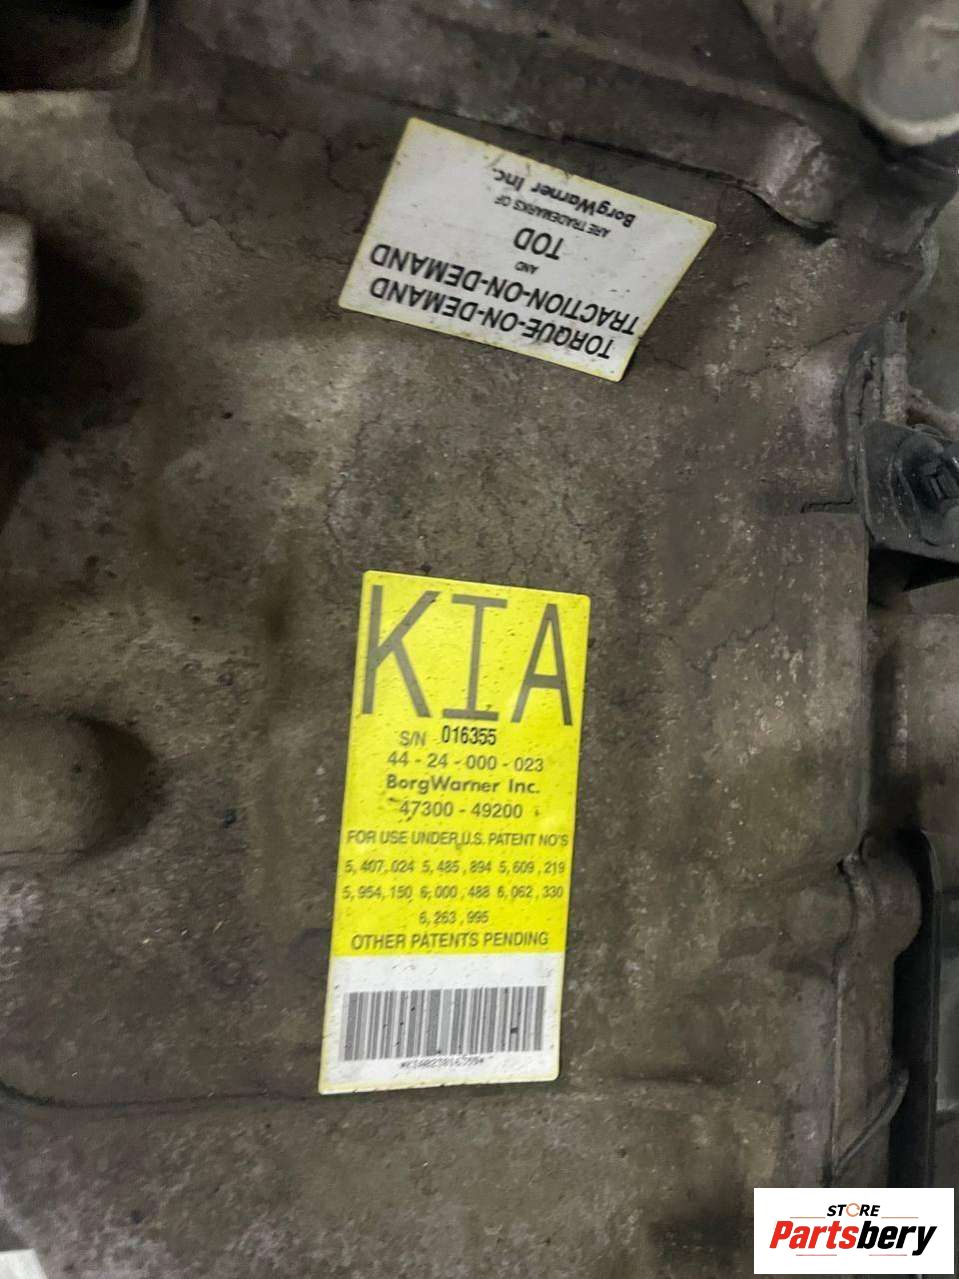 TORQUE-ON-DEMAND
TRACTION-ON-DEMAND
AND
TOD
ARE TRADEMARKS OF
BorgWarner Inc.
KIA
S/N 016355
44 - 24 - 000 - 023
BorgWarner Inc.
47300 - 49200
FOR USE UNDER U.S. PATENT NO'S
5, 407, 024 5, 485, 894 5, 609, 219
5, 954, 150 6, 000, 488 6, 062, 330
6, 263, 995
OTHER PATENTS PENDING
STORE
Partsbery